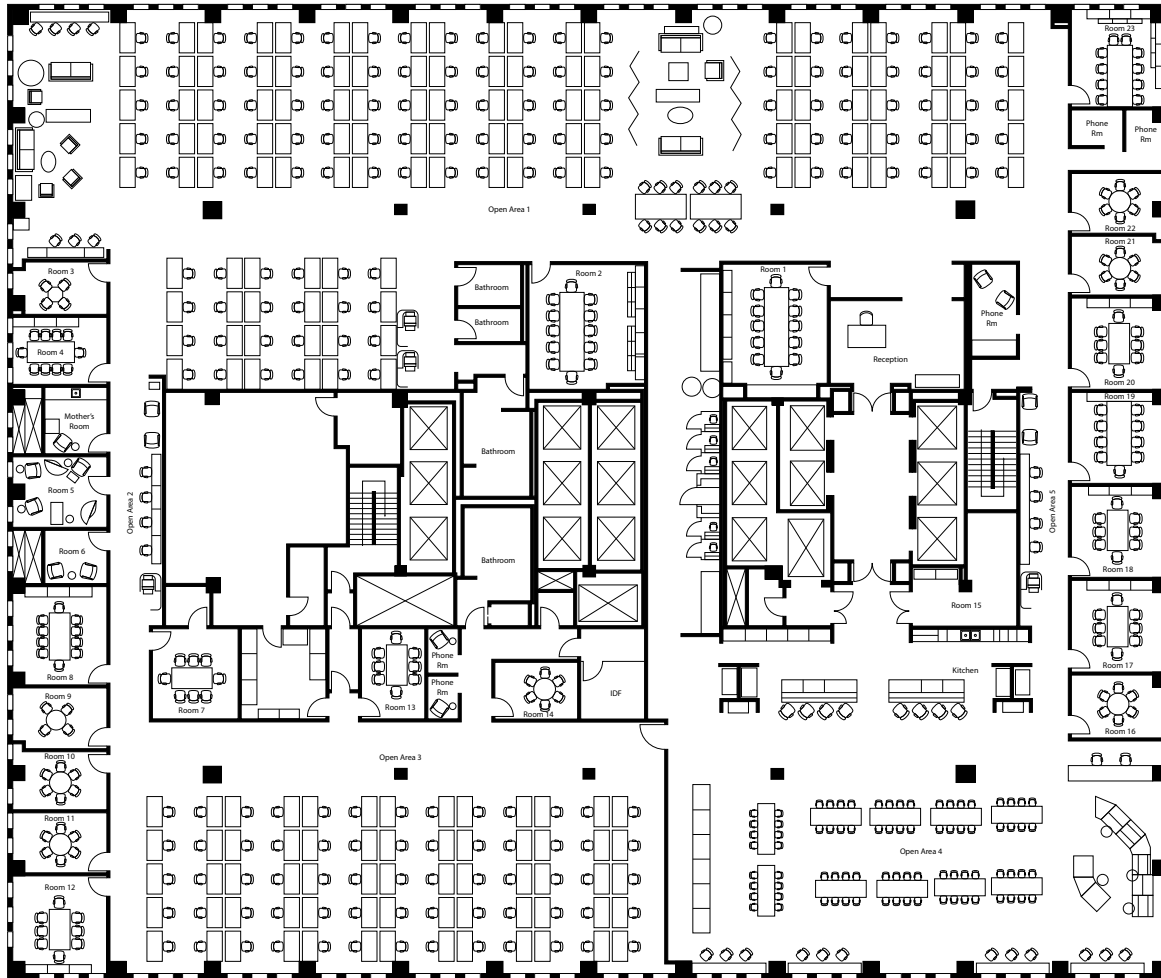 Room 23
Phone
Rm
Phone
Rm
Open Area 1
Room 22
Room 21
Room 3
Bathroom
Room 2
Room 1
Phone
Rm
Bathroom
Room 4
Reception
Room 20
Room 19
Mother's
Room
Bathroom
Room 5
Open Area 2
Open Area 5
Room 6
Bathroom
Room 18
Room 15
Room 8
Phone
Rm
Room 17
Kitchen
Phone
Rm
IDF
Room 9
Room 7
Room 13
Room 14
Room 16
Room 10
Open Area 3
Room 11
Open Area 4
Room 12